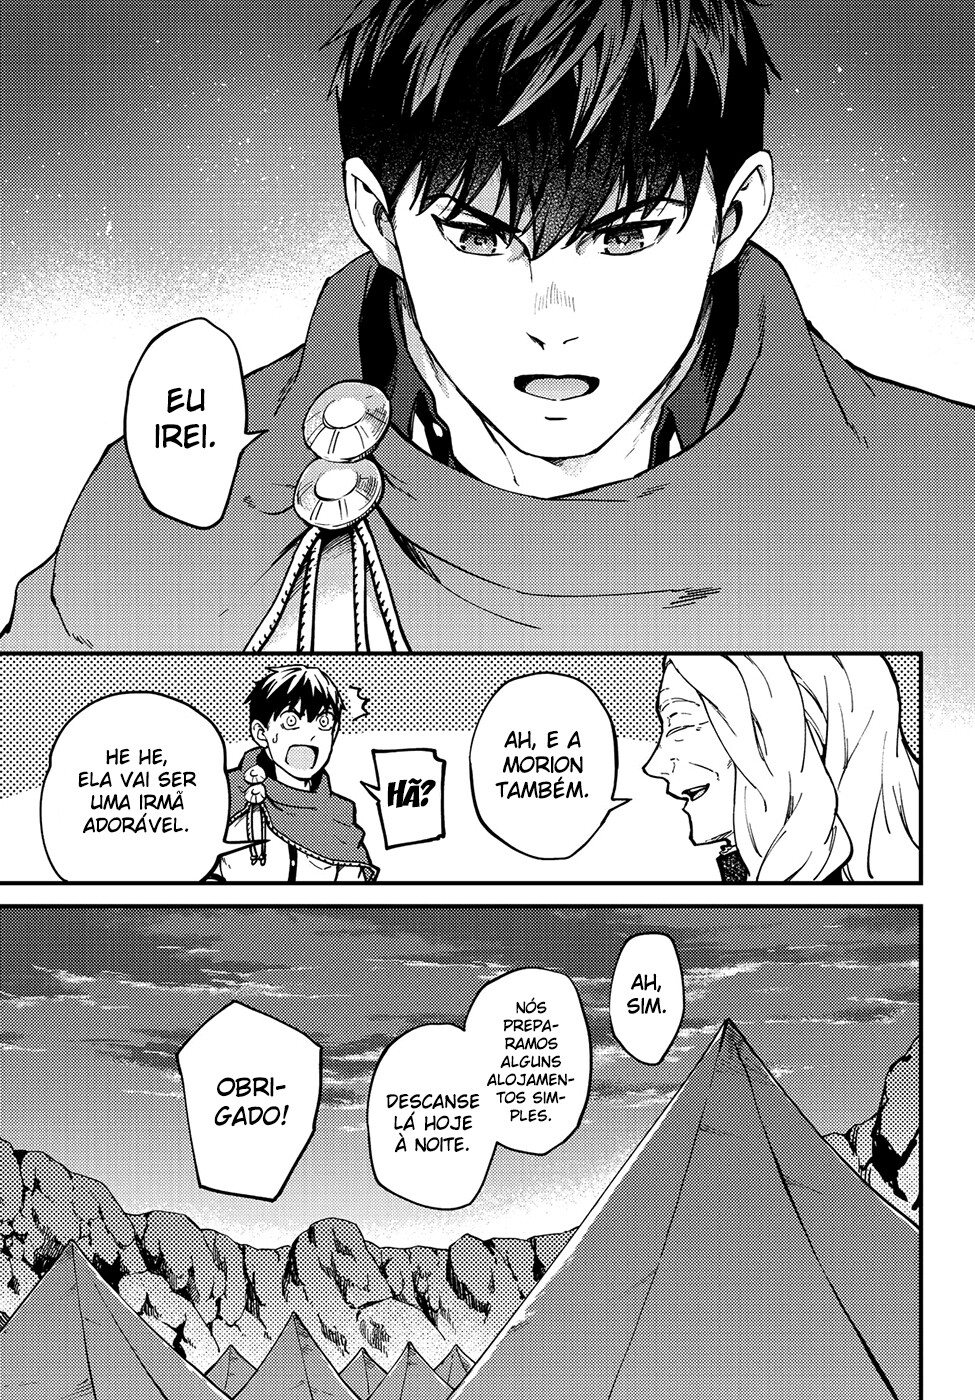 EU
IREI.
AH, E A
MORION
TAMBÉM.
HÃ?
HE HE,
ELA VAI SER
UMA IRMÃ
ADORÁVEL.
AH,
SIM.
NÓS
PREPA-
RAMOS
ALGUNS
ALOJAMEN-
TOS SIM-
PLES.
DESCANSE
LÁ HOJE
À NOITE.
OBRI-
GADO!